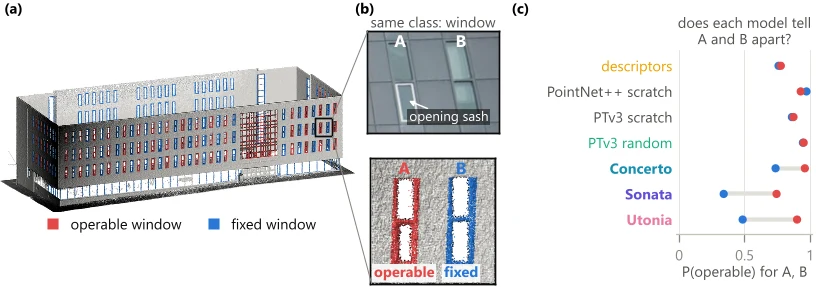 (a)
operable window
fixed window
(b)
same class: window
A
B
opening sash
A
B
operable
fixed
(c)
does each model tell
A and B apart?
descriptors
PointNet++ scratch
PTv3 scratch
PTv3 random
Concerto
Sonata
Utonia
0
0.5
1
P(operable) for A, B